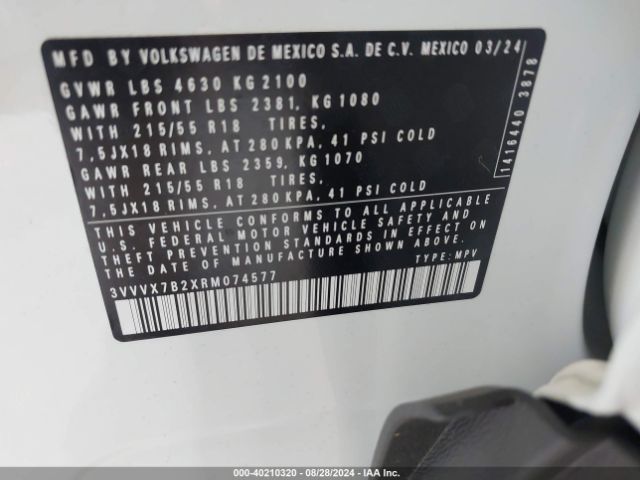 MFD BY VOLKSWAGEN DE MEXICO S.A. DE C.V. MEXICO 03/24
GVWR LBS 4630 KG 2100
GAWR FRONT LBS 2381, KG 1080
WITH 215/55 R18 TIRES,
7,5JX18 RIMS, AT 280 KPA, 41 PSI COLD
GAWR REAR LBS 2359, KG 1070
WITH 215/55 R18 TIRES,
7,5JX18 RIMS, AT 280 KPA, 41 PSI COLD
THIS VEHICLE CONFORMS TO ALL APPLICABLE
U.S. FEDERAL MOTOR VEHICLE SAFETY AND
THEFT PREVENTION STANDARDS IN EFFECT ON
THE DATE OF MANUFACTURE SHOWN ABOVE.
3VVVX7B2XRM074577 TYPE: MPV
1416440 3878
000-40210320 | 08/28/2024 | IAA Inc.